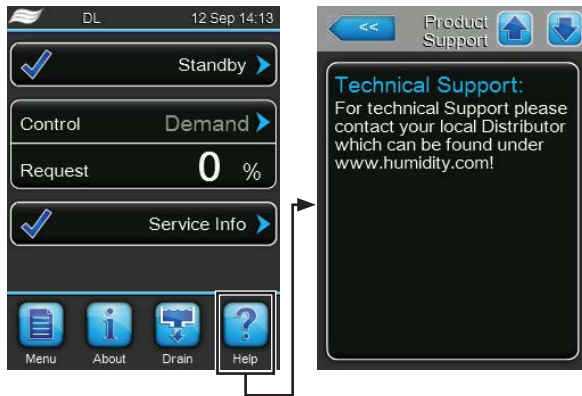 DL 12 Sep 14:13
Standby
Control Demand
Request 0 %
Service Info
Menu About Drain Help
<< Product
Support
Technical Support:
For technical Support please
contact your local Distributor
which can be found under
www.humidity.com!